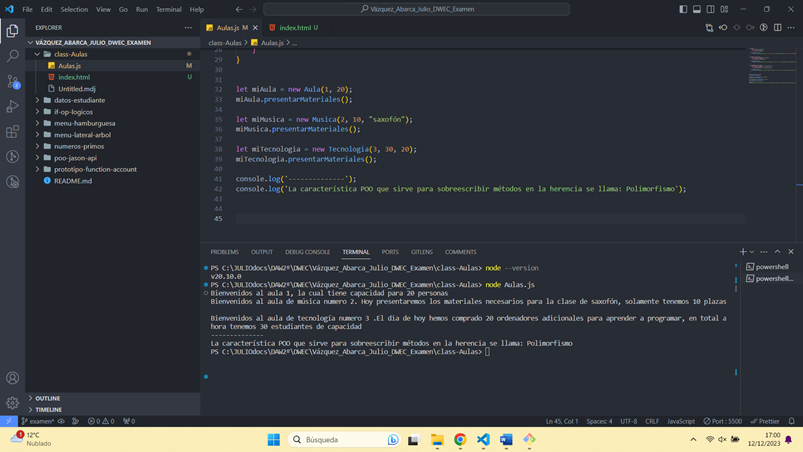 File Edit Selection View Go Run Terminal Help
Vázquez_Abarca_Julio_DWEC_Examen
EXPLORER
VÁZQUEZ_ABARCA_JULIO_DWEC_EXAMEN
class-Aulas
Aulas.js M
index.html U
Untitled.mdj
datos-estudiante
if-op-logicos
menu-hamburguesa
menu-lateral-arbol
numeros-primos
poo-jason-api
prototipo-function-account
README.md
OUTLINE
TIMELINE
2
Aulas.js M
index.html U
class-Aulas > Aulas.js > ...
28 }
29 }
30
31
32 let miAula = new Aula(1, 20);
33 miAula.presentarMateriales();
34
35 let miMusica = new Musica(2, 10, "saxofón");
36 miMusica.presentarMateriales();
37
38 let miTecnologia = new Tecnologia(3, 30, 20);
39 miTecnologia.presentarMateriales();
40
41 console.log('--------------');
42 console.log('La característica POO que sirve para sobreescribir métodos en la herencia se llama: Polimorfismo');
43
44
45
PROBLEMS OUTPUT DEBUG CONSOLE TERMINAL PORTS GITLENS COMMENTS
PS C:\JULIOdocs\DAW2º\DWEC\Vázquez_Abarca_Julio_DWEC_Examen\class-Aulas> node --version
v20.10.0
PS C:\JULIOdocs\DAW2º\DWEC\Vázquez_Abarca_Julio_DWEC_Examen\class-Aulas> node Aulas.js
Bienvenidos al aula 1, la cual tiene capacidad para 20 personas
Bienvenidos al aula de música numero 2. Hoy presentaremos los materiales necesarios para la clase de saxofón, solamente tenemos 10 plazas
Bienvenidos al aula de tecnología numero 3 .El dia de hoy hemos comprado 20 ordenadores adicionales para aprender a programar, en total a
hora tenemos 30 estudiantes de capacidad
--------------
La característica POO que sirve para sobreescribir métodos en la herencia se llama: Polimorfismo
PS C:\JULIOdocs\DAW2º\DWEC\Vázquez_Abarca_Julio_DWEC_Examen\class-Aulas>
powershell
powershell...
examen* 0 0 0 Ln 45, Col 1 Spaces: 4 UTF-8 CRLF JavaScript Port : 5500 Prettier
1
12°C
Nublado
Búsqueda
17:00
12/12/2023